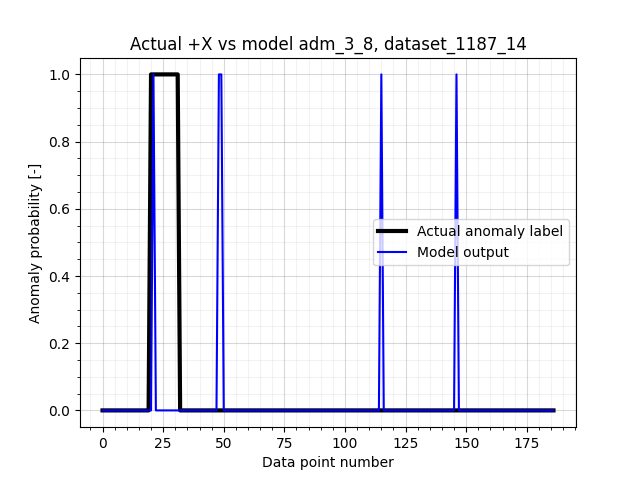 Actual +X vs model adm_3_8, dataset_1187_14
1.0
0.8
0.6
0.4
0.2
0.0
Anomaly probability [-]
Actual anomaly label
Model output
0 25 50 75 100 125 150 175
Data point number